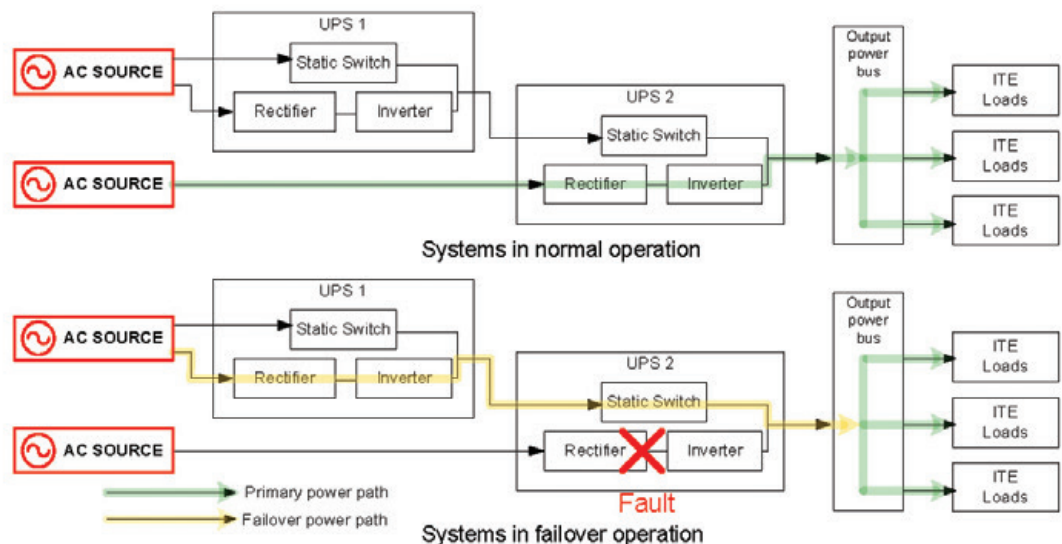 UPS 1
Static Switch
AC SOURCE
Rectifier
Inverter
UPS 2
Static Switch
AC SOURCE
Rectifier
Inverter
Output
power
bus
ITE
Loads
ITE
Loads
ITE
Loads
Systems in normal operation
UPS 1
Static Switch
AC SOURCE
Rectifier
Inverter
UPS 2
Static Switch
AC SOURCE
Rectifier
Inverter
Fault
Output
power
bus
ITE
Loads
ITE
Loads
ITE
Loads
Primary power path
Failover power path
Systems in failover operation